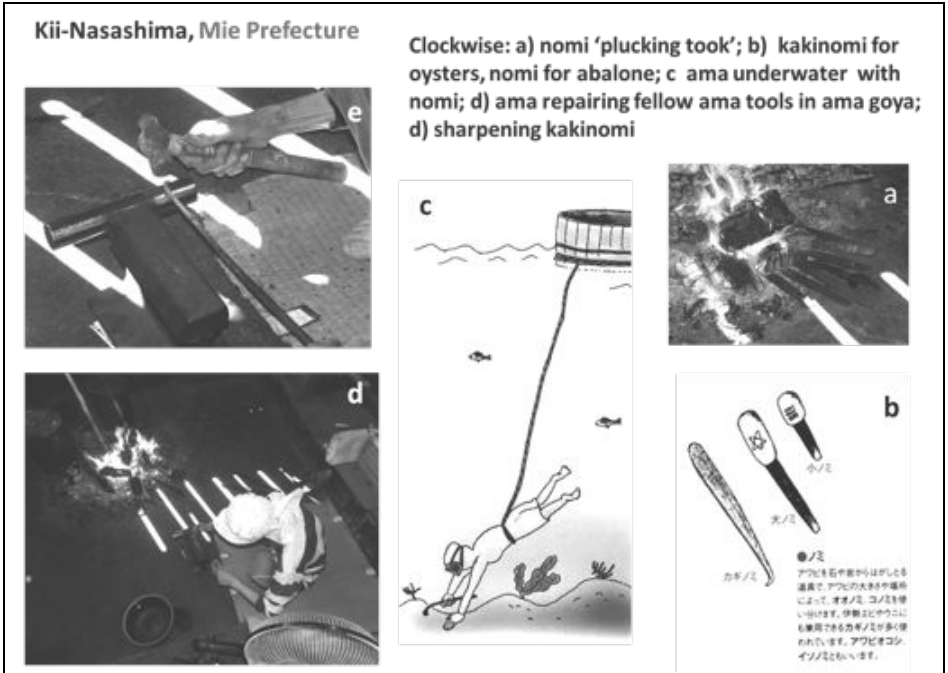 Kii-Nasashima, Mie Prefecture
Clockwise: a) nomi ‘plucking took’; b) kakinomi for
oysters, nomi for abalone; c ama underwater with
nomi; d) ama repairing fellow ama tools in ama goya;
d) sharpening kakinomi
e
c
a
d
b
小ノミ
大ノミ
カギノミ
●ノミ
アワビを石や岩からはがしとる
道具で、アワビの大きさや場所
によって、オオノミ、コノミを使
い分けます。伊勢エビやウニに
も兼用できるカギノミが多く使
われています。アワビオコシ、
イソノミともいいます。